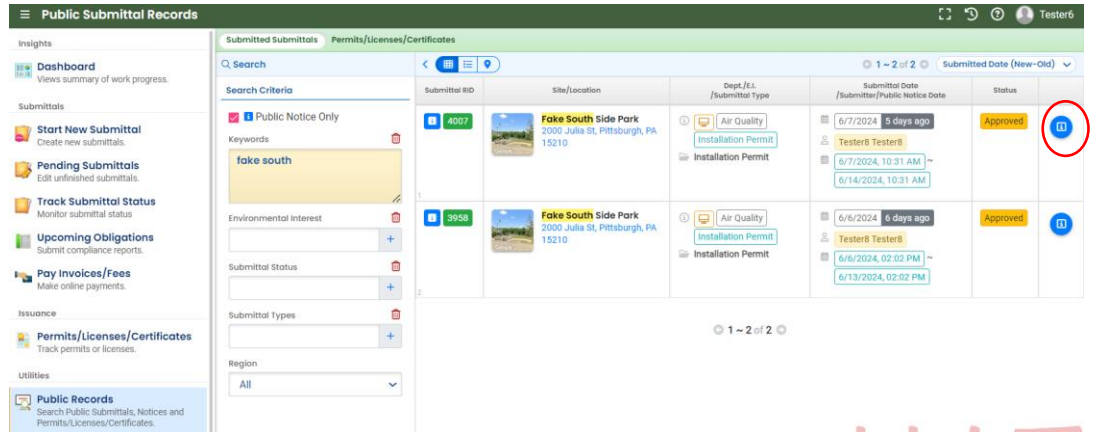 Public Submittal Records
Tester6
Insights
Dashboard
Views summary of work progress.
Submittals
Start New Submittal
Create new submittals.
Pending Submittals
Edit unfinished submittals.
Track Submittal Status
Monitor submittal status
Upcoming Obligations
Submit compliance reports.
Pay Invoices/Fees
Make online payments.
Issuance
Permits/Licenses/Certificates
Track permits or licenses.
Utilities
Public Records
Search Public Submittals, Notices and
Permits/Licenses/Certificates.
Submitted Submittals Permits/Licenses/Certificates
Search
Search Criteria
Public Notice Only
Keywords
fake south
Environmental Interest
+
Submittal Status
+
Submittal Types
+
Region
All
1 ~ 2 of 2 Submitted Date (New-Old)
Submittal RID Site/Location Dept./E.I. /Submittal Type Submittal Date /Submitter/Public Notice Date Status
4007
Fake South Side Park
2000 Julia St, Pittsburgh, PA
15210
Air Quality
Installation Permit
Installation Permit
6/7/2024 5 days ago
Tester8 Tester8
6/7/2024, 10:31 AM ~
6/14/2024, 10:31 AM
Approved
1
3958
Fake South Side Park
2000 Julia St, Pittsburgh, PA
15210
Air Quality
Installation Permit
Installation Permit
6/6/2024 6 days ago
Tester8 Tester8
6/6/2024, 02:02 PM ~
6/13/2024, 02:02 PM
Approved
2
1 ~ 2 of 2